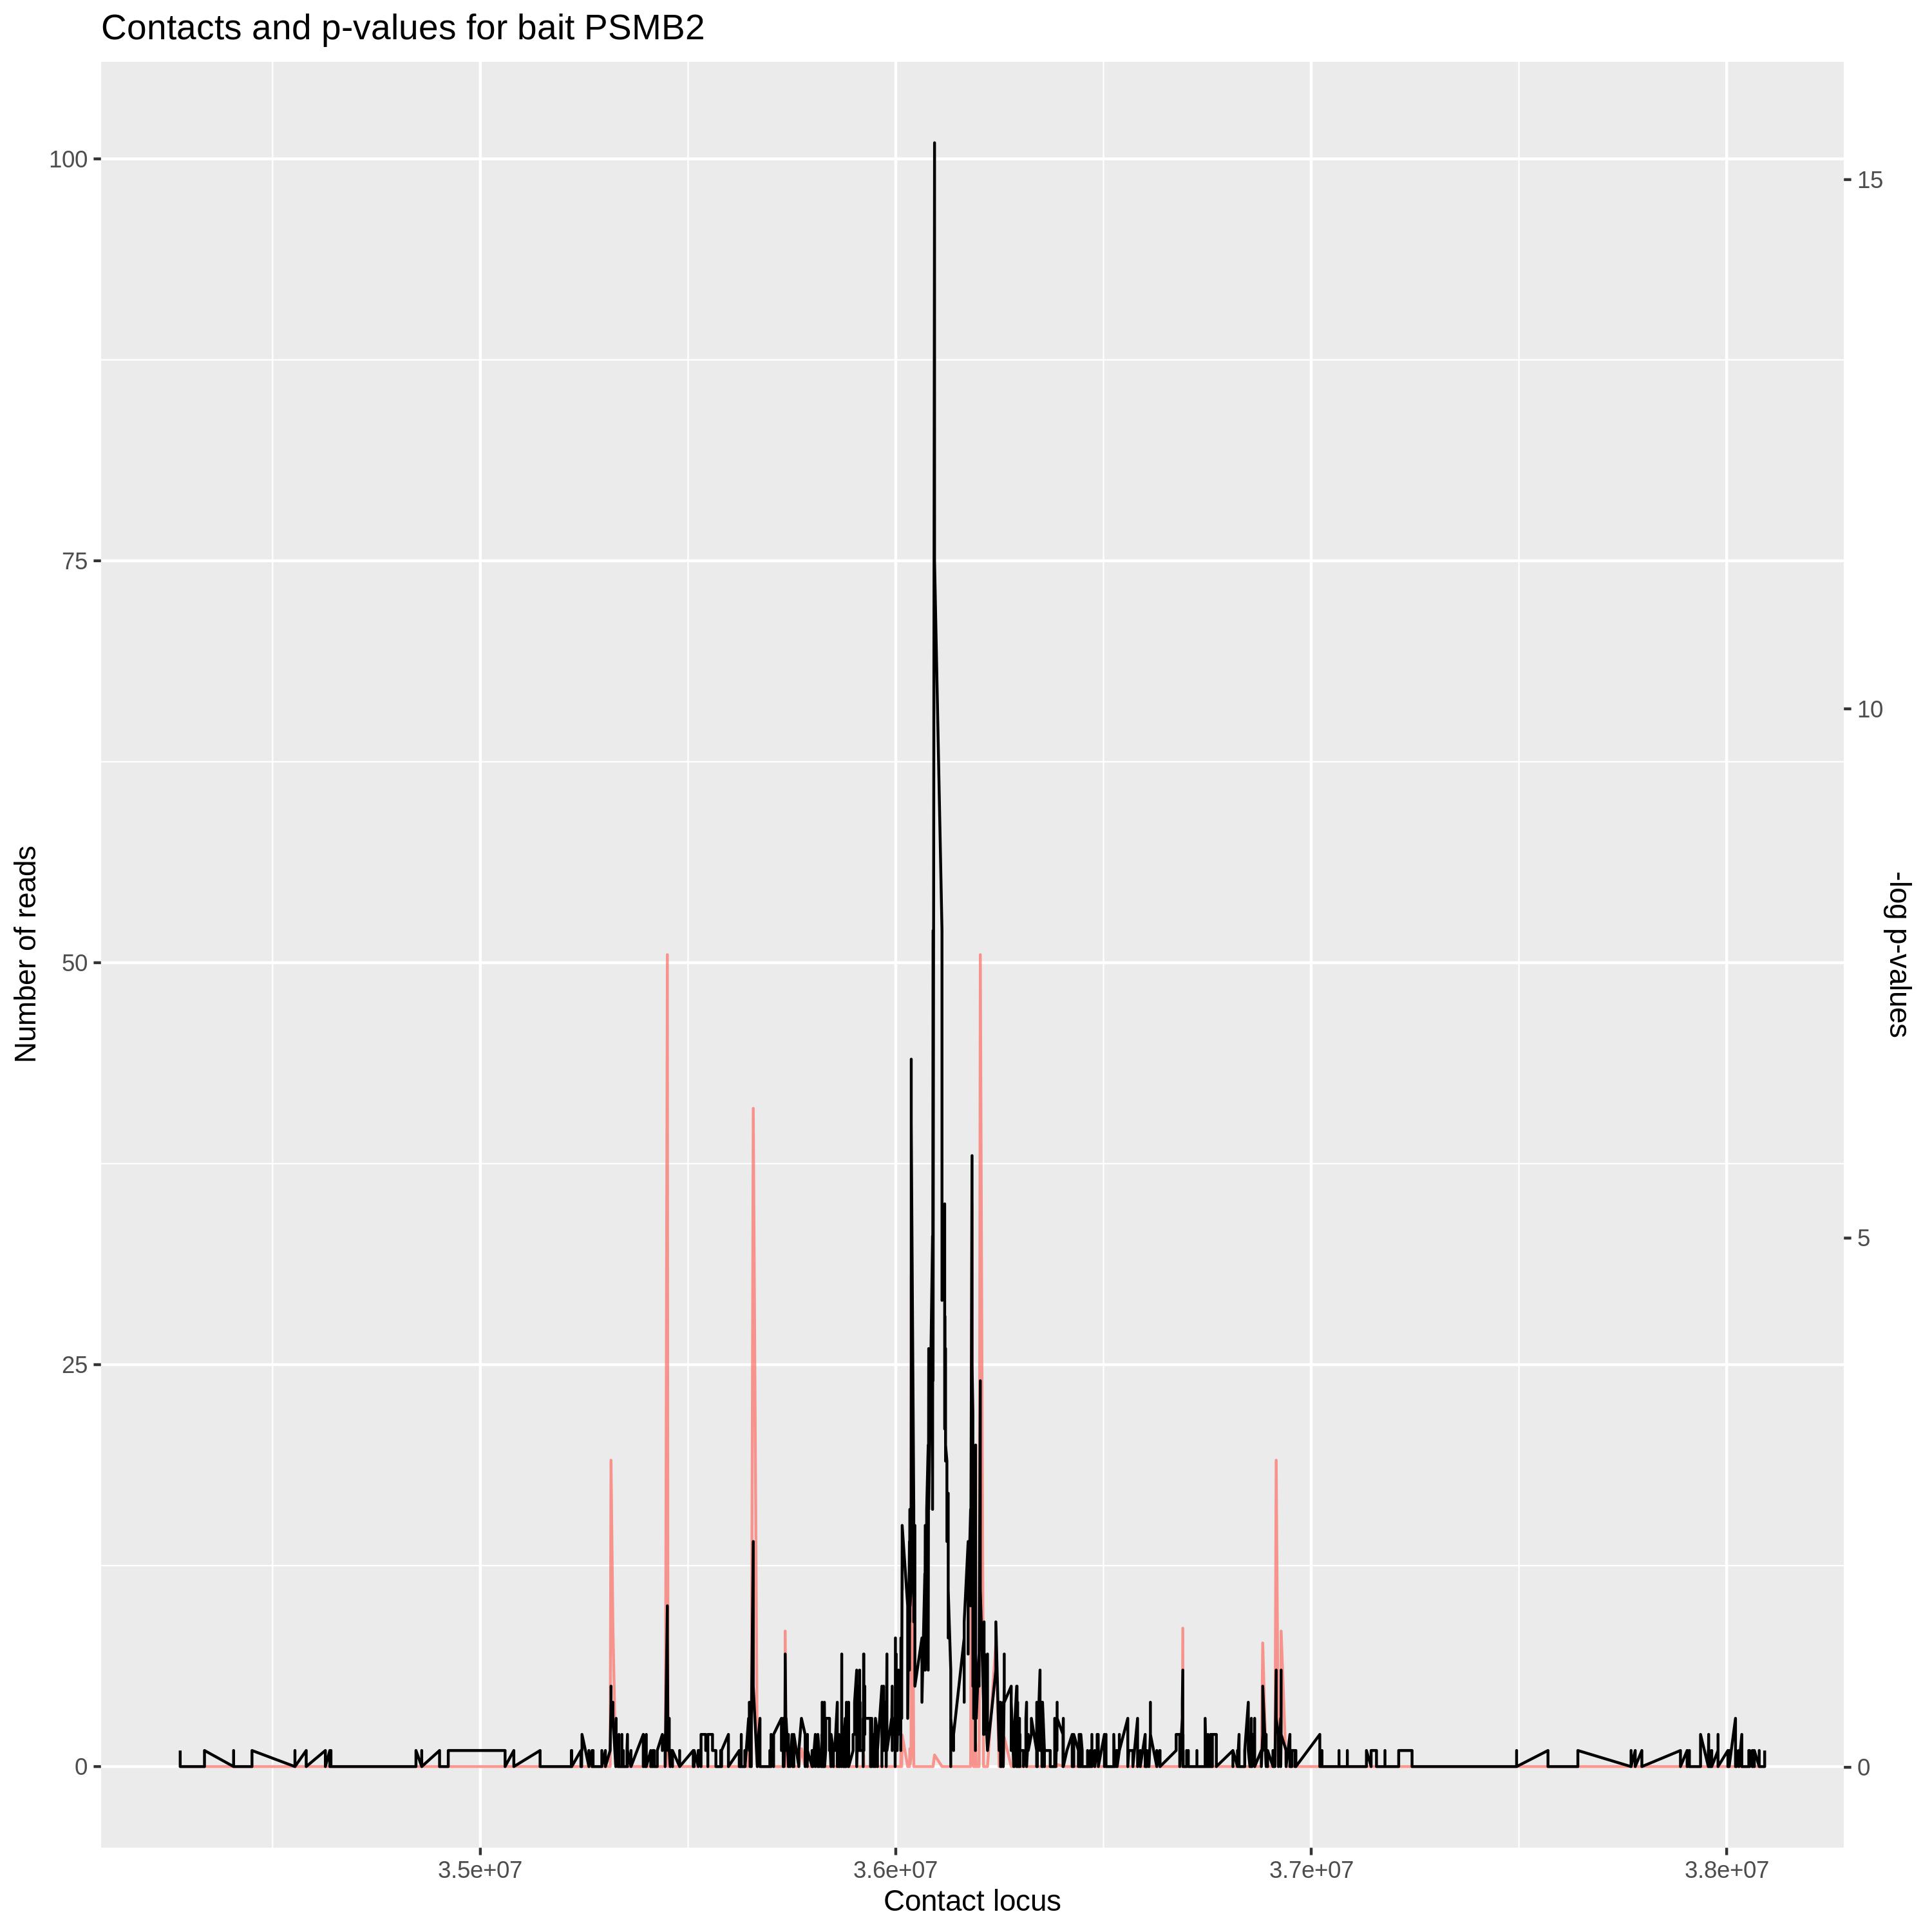 Contacts and p-values for bait PSMB2
100
75
50
25
0
15
10
5
0
Number of reads
-log p-values
3.5e+07
3.6e+07
3.7e+07
3.8e+07
Contact locus